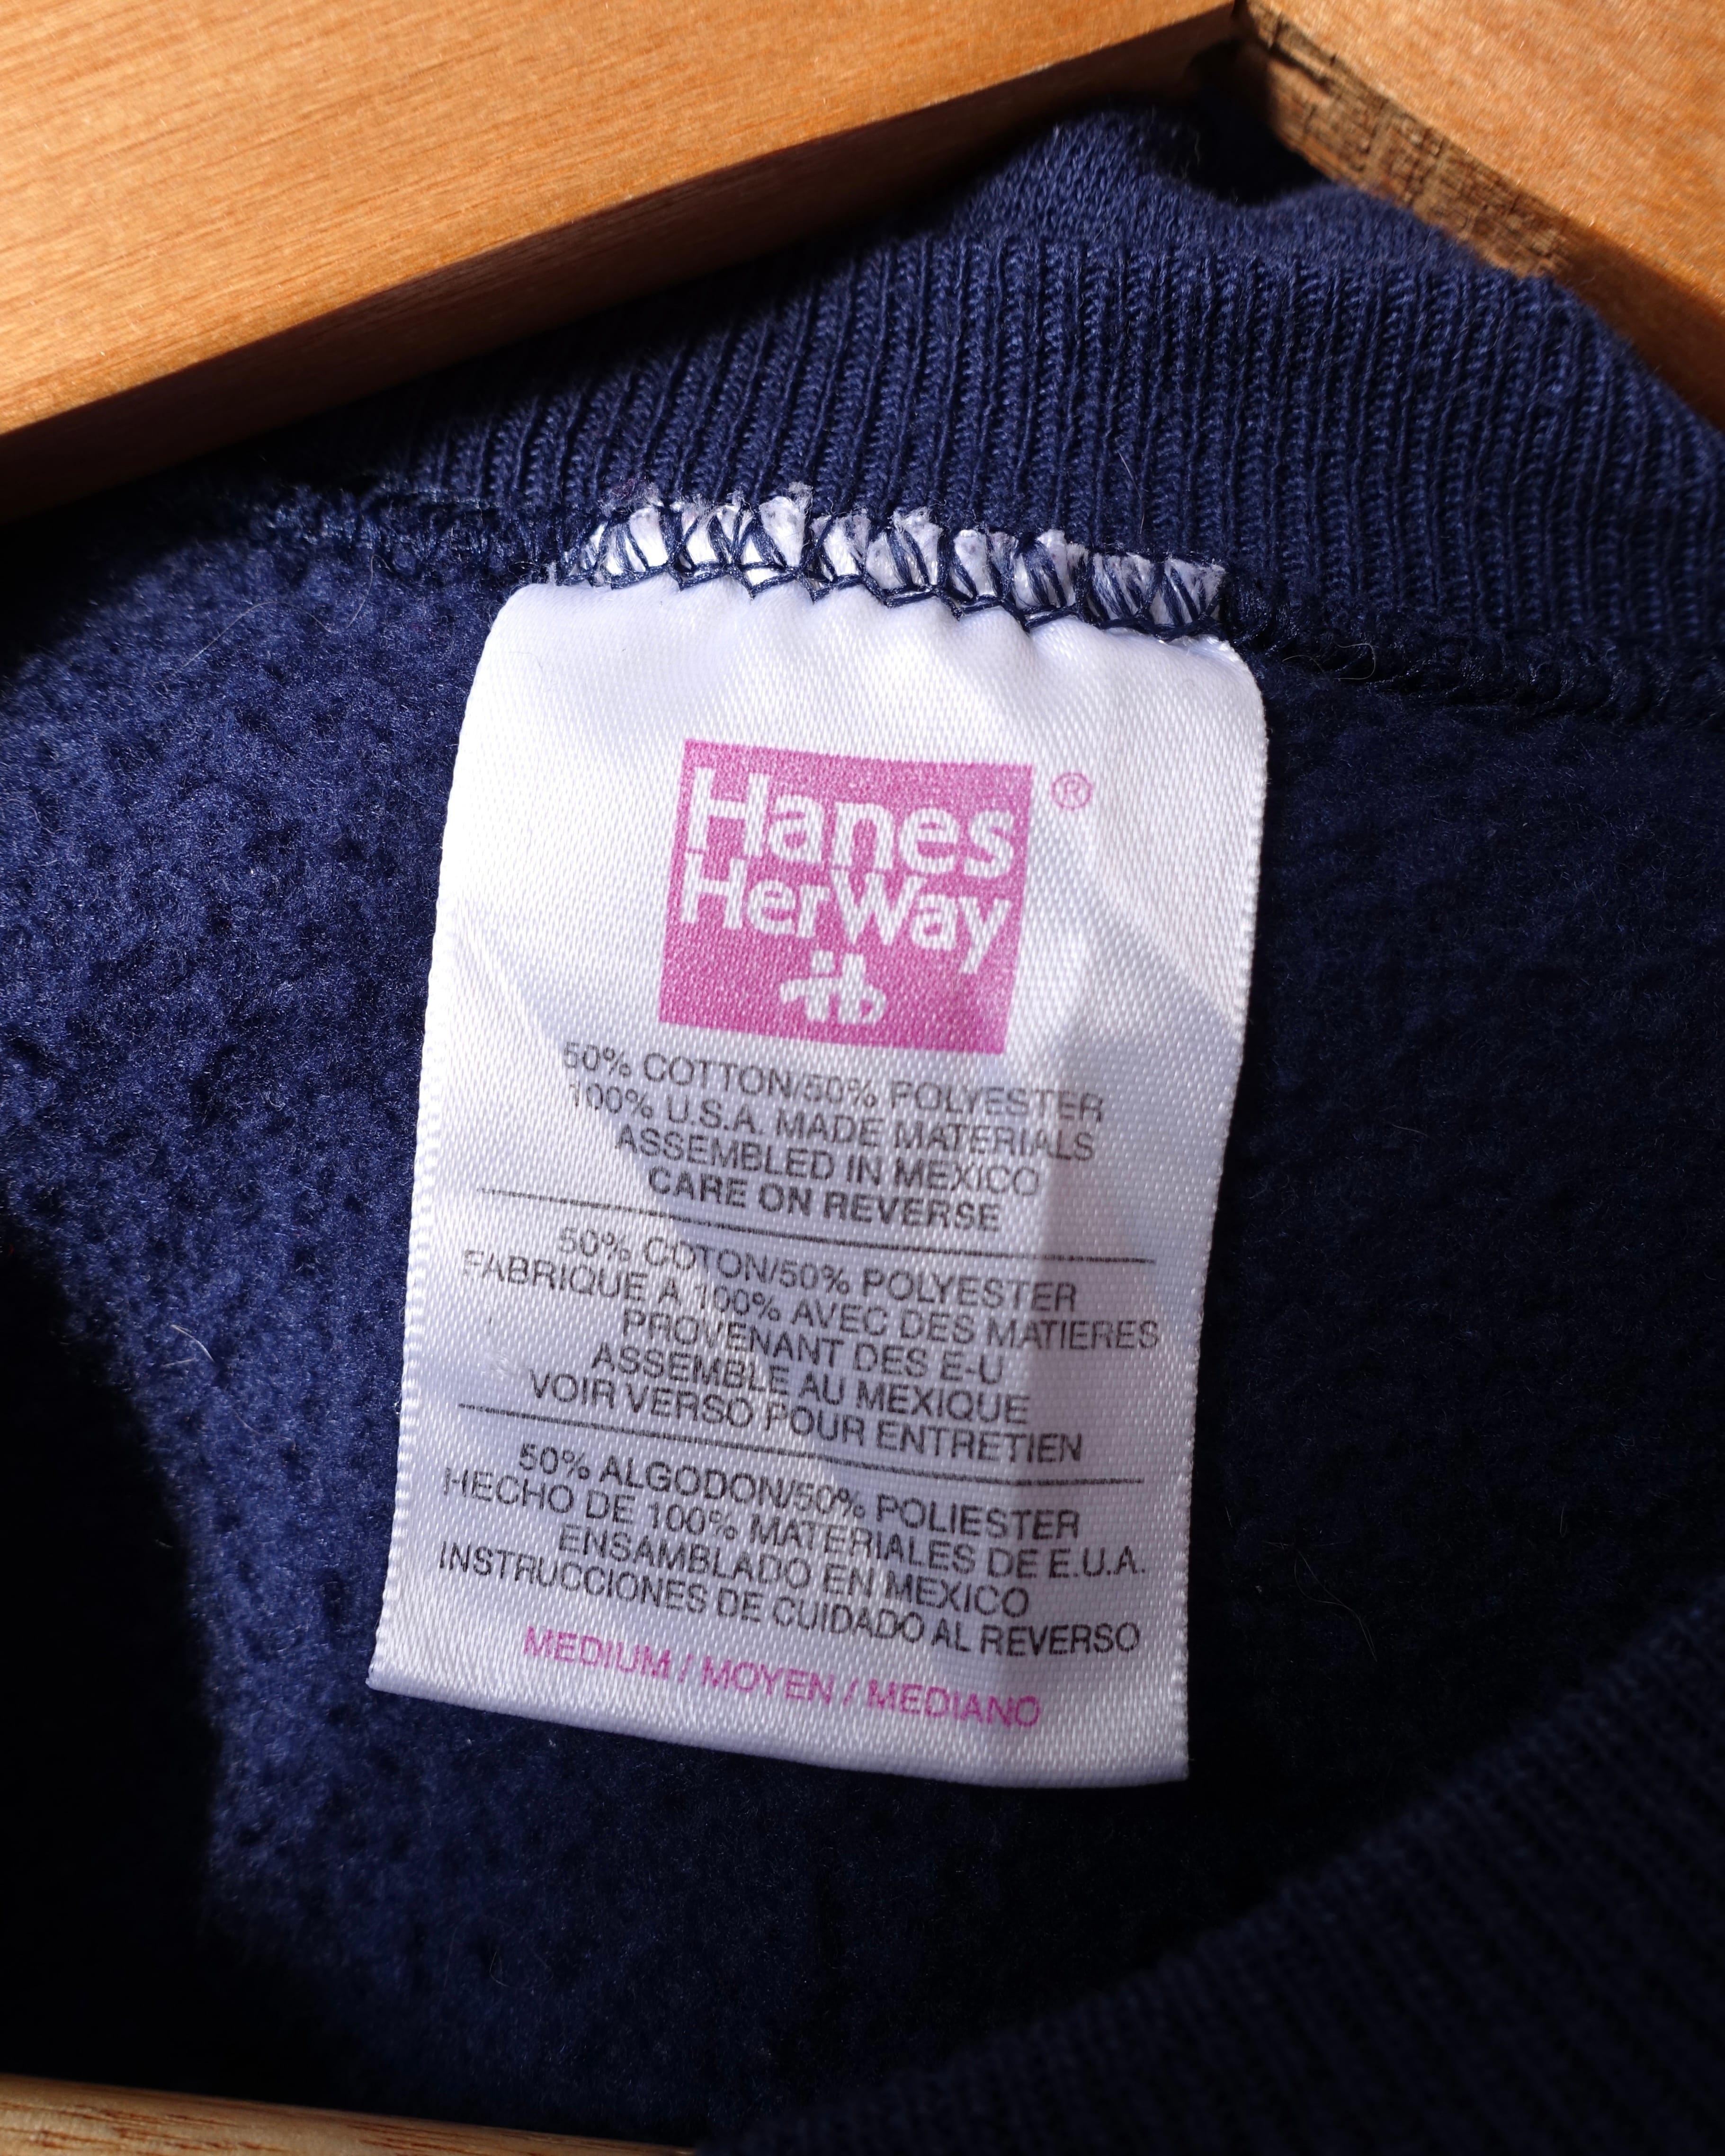 Hanes
HerWay
®
50% COTTON/50% POLYESTER
100% U.S.A. MADE MATERIALS
ASSEMBLED IN MEXICO
CARE ON REVERSE
50% COTON/50% POLYESTER
FABRIQUE A 100% AVEC DES MATIERES
PROVENANT DES E-U
ASSEMBLE AU MEXIQUE
VOIR VERSO POUR ENTRETIEN
50% ALGODON/50% POLIESTER
HECHO DE 100% MATERIALES DE E.U.A.
ENSAMBLADO EN MEXICO
INSTRUCCIONES DE CUIDADO AL REVERSO
MEDIUM / MOYEN / MEDIANO